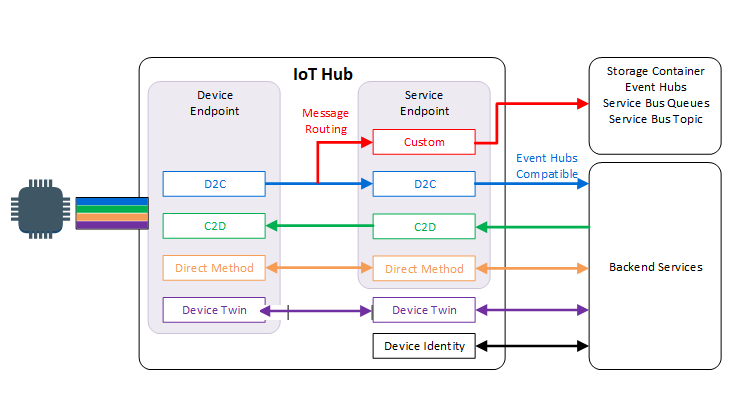 IoT Hub
Device
Endpoint
Service
Endpoint
Message
Routing
Custom
Storage Container
Event Hubs
Service Bus Queues
Service Bus Topic
D2C
D2C
Event Hubs
Compatible
C2D
C2D
Direct Method
Direct Method
Backend Services
Device Twin
Device Twin
Device Identity